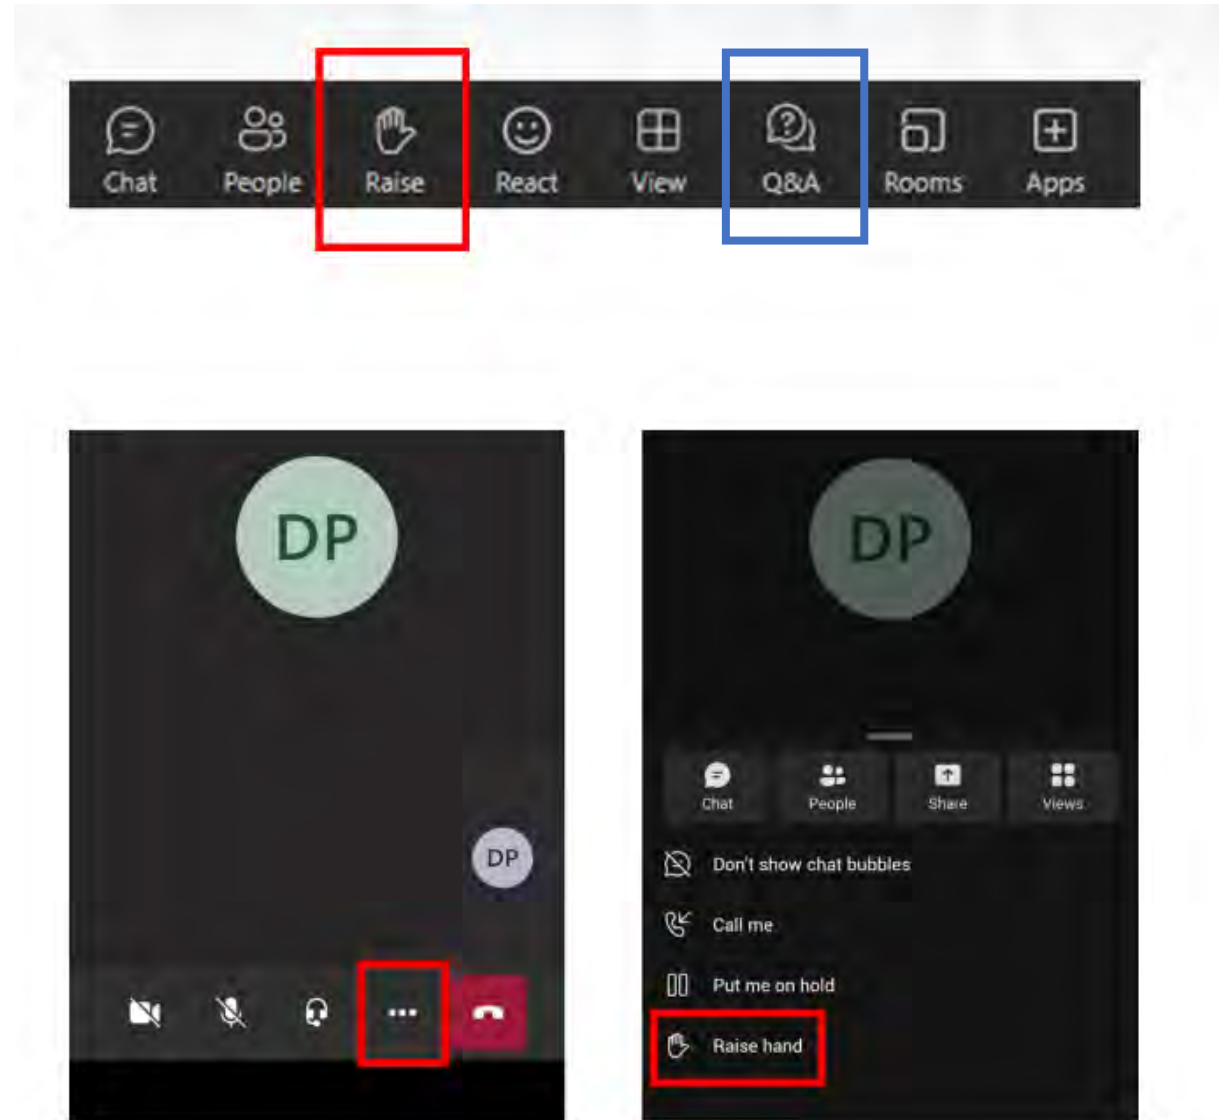 Chat People Raise React View Q&A Rooms Apps
DP
DP
DP
Chat People Share Views
Don't show chat bubbles
Call me
Put me on hold
Raise hand